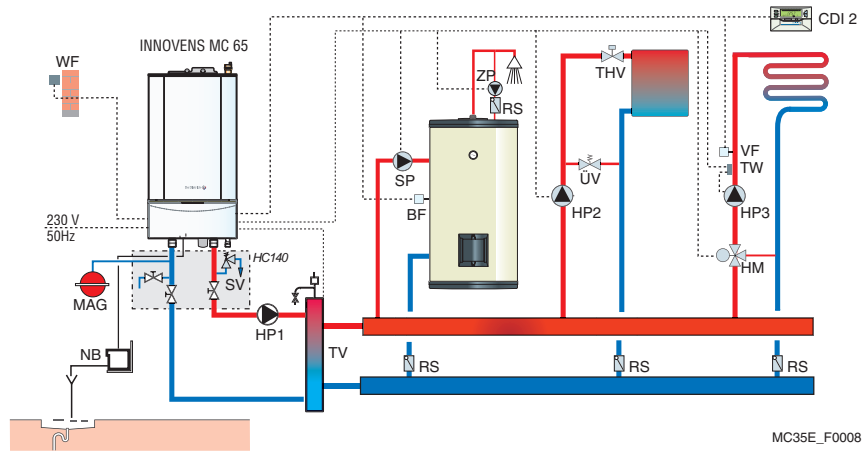 CDI 2
INNOVENS MC 65
WF
ZP
THV
RS
SP
ÜV
VF
TW
BF
HP2
HP3
230 V
50Hz
HC140
HM
SV
MAG
HP1
TV
NB
RS
RS
RS
MC35E_F0008